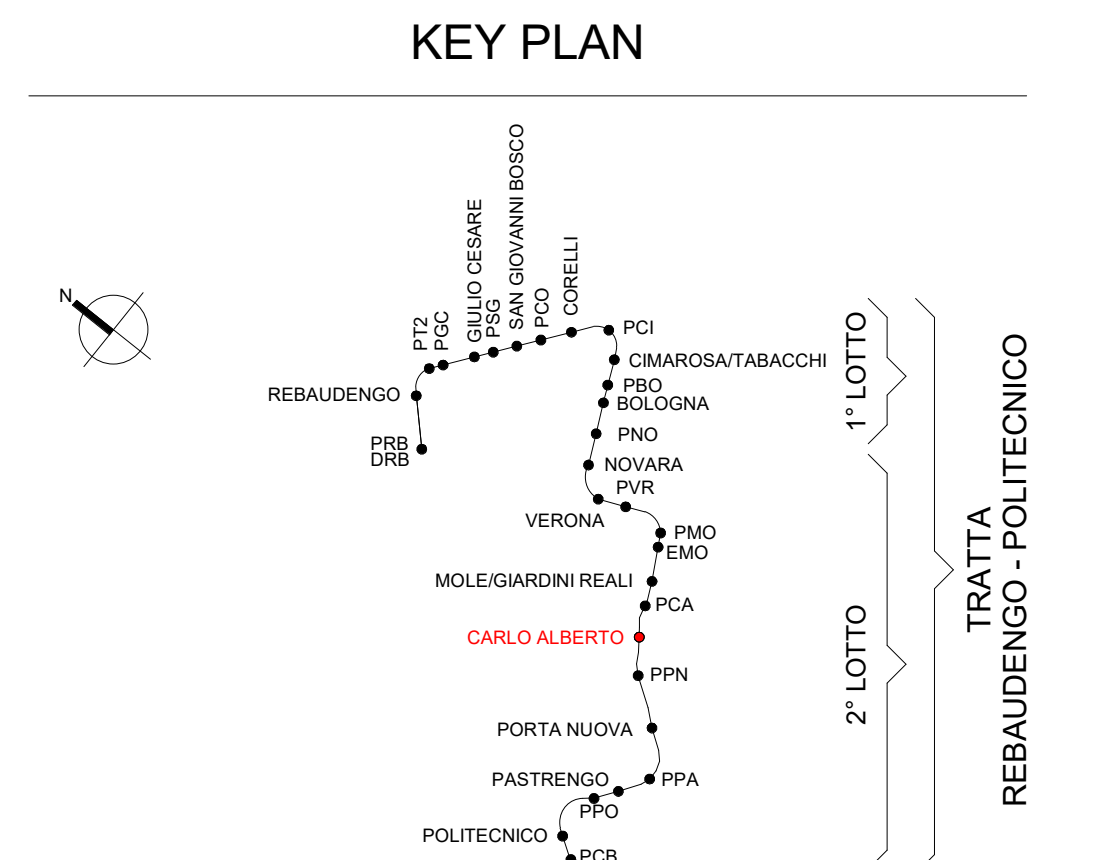 KEY PLAN
N
PT2
PGC
GIULIO CESARE
PSG
SAN GIOVANNI BOSCO
PCO
CORELLI
PCI
CIMAROSA/TABACCHI
REBAUDENGO
PBO
BOLOGNA
PRB
DRB
PNO
NOVARA
PVR
VERONA
PMO
EMO
MOLE/GIARDINI REALI
PCA
CARLO ALBERTO
PPN
PORTA NUOVA
PASTRENGO
PPA
PPO
POLITECNICO
PCB
1° LOTTO
2° LOTTO
TRATTA
REBAUDENGO - POLITECNICO